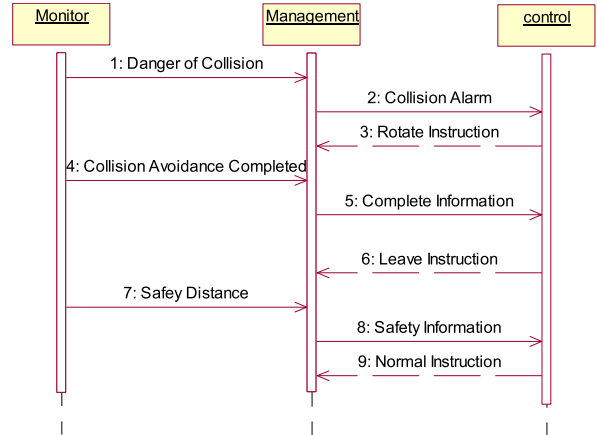 Monitor
Management
control
1: Danger of Collision
2: Collision Alarm
3: Rotate Instruction
4: Collision Avoidance Completed
5: Complete Information
6: Leave Instruction
7: Safey Distance
8: Safety Information
9: Normal Instruction